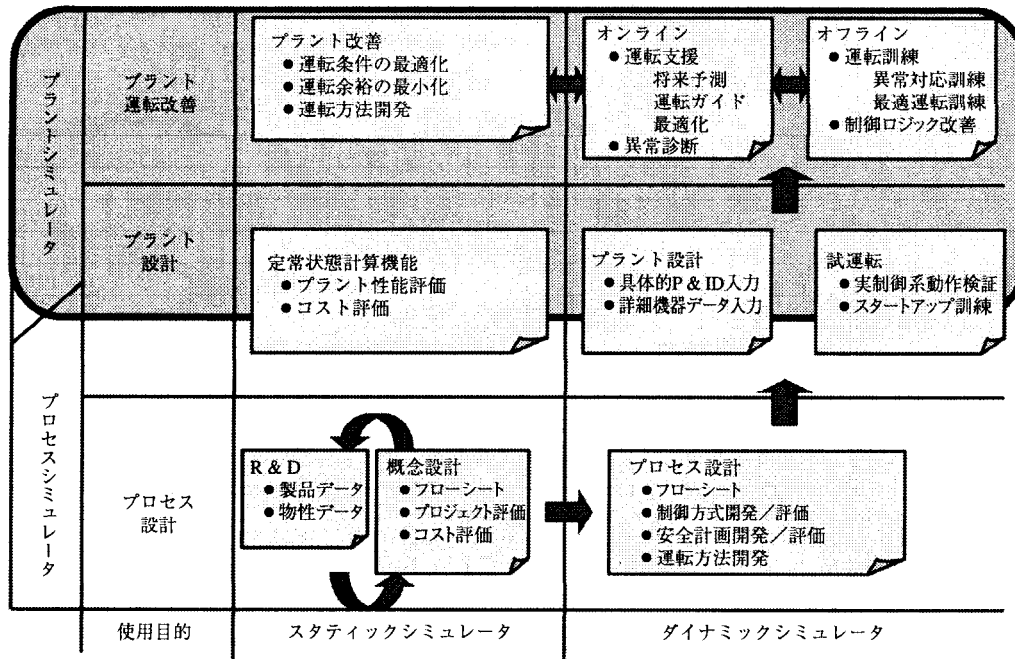 プラントシミュレータ
プラント
運転改善
プラント改善
● 運転条件の最適化
● 運転余裕の最小化
● 運転方法開発
オンライン
● 運転支援
将来予測
運転ガイド
最適化
● 異常診断
オフライン
● 運転訓練
異常対応訓練
最適運転訓練
● 制御ロジック改善
プラント
設計
定常状態計算機能
● プラント性能評価
● コスト評価
プラント設計
● 具体的P & ID入力
● 詳細機器データ入力
試運転
● 実制御系動作検証
● スタートアップ訓練
プロセスシミュレータ
プロセス
設計
R & D
● 製品データ
● 物性データ
概念設計
● フローシート
● プロジェクト評価
● コスト評価
プロセス設計
● フローシート
● 制御方式開発／評価
● 安全計画開発／評価
● 運転方法開発
使用目的
スタティックシミュレータ
ダイナミックシミュレータ